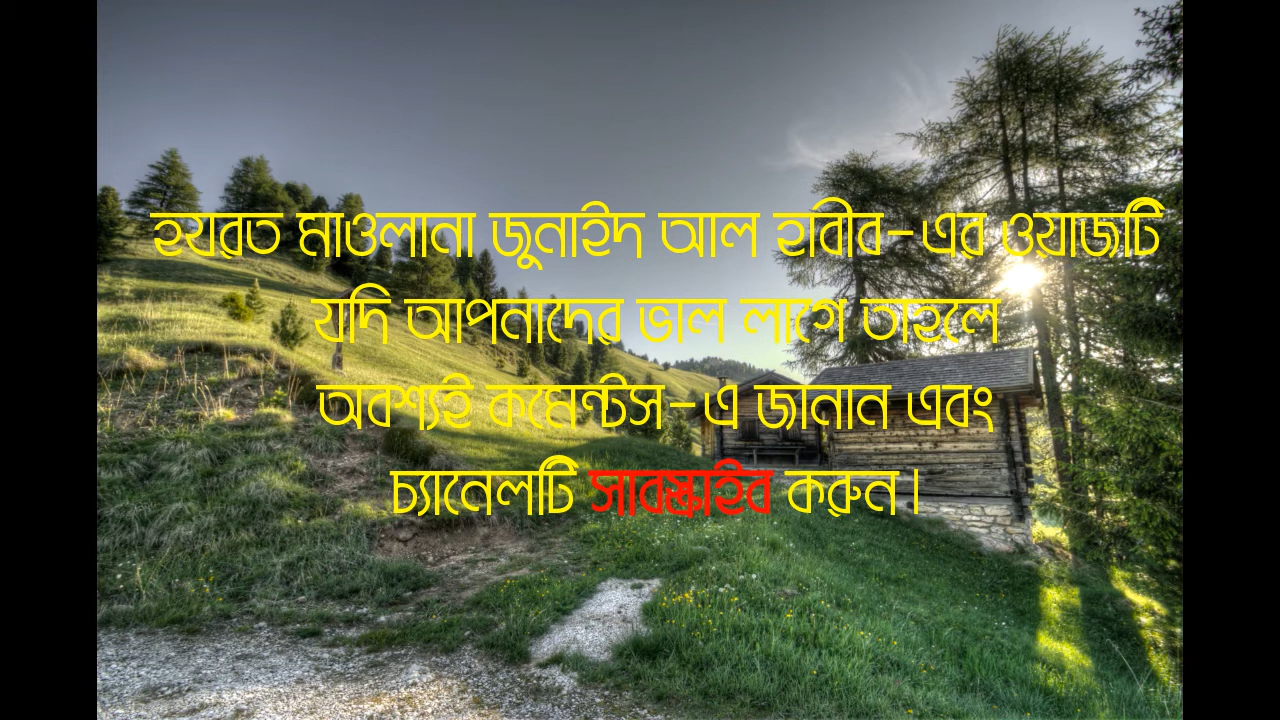 হযরত মাওলানা জুনাইদ আল হাবীব-এর ওয়াজটি
যদি আপনাদের ভাল লাগে তাহলে
অবশ্যই কমেন্টস-এ জানান এবং
চ্যানেলটি সাবস্ক্রাইব করুন।